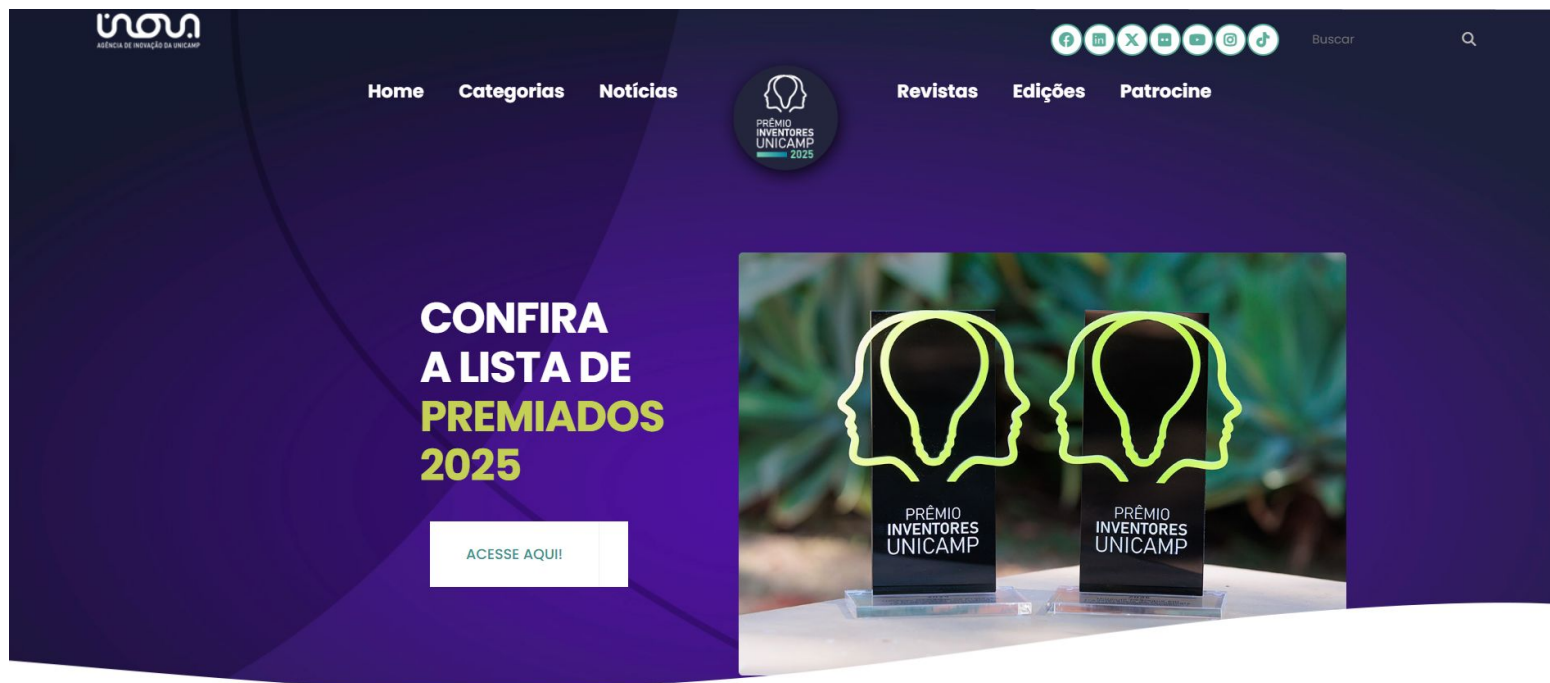 inova
AGÊNCIA DE INOVAÇÃO DA UNICAMP
Buscar
Home
Categorias
Notícias
PRÊMIO
INVENTORES
UNICAMP
2025
Revistas
Edições
Patrocine
CONFIRA
A LISTA DE
PREMIADOS
2025
ACESSE AQUI!
PRÊMIO
INVENTORES
UNICAMP
PRÊMIO
INVENTORES
UNICAMP